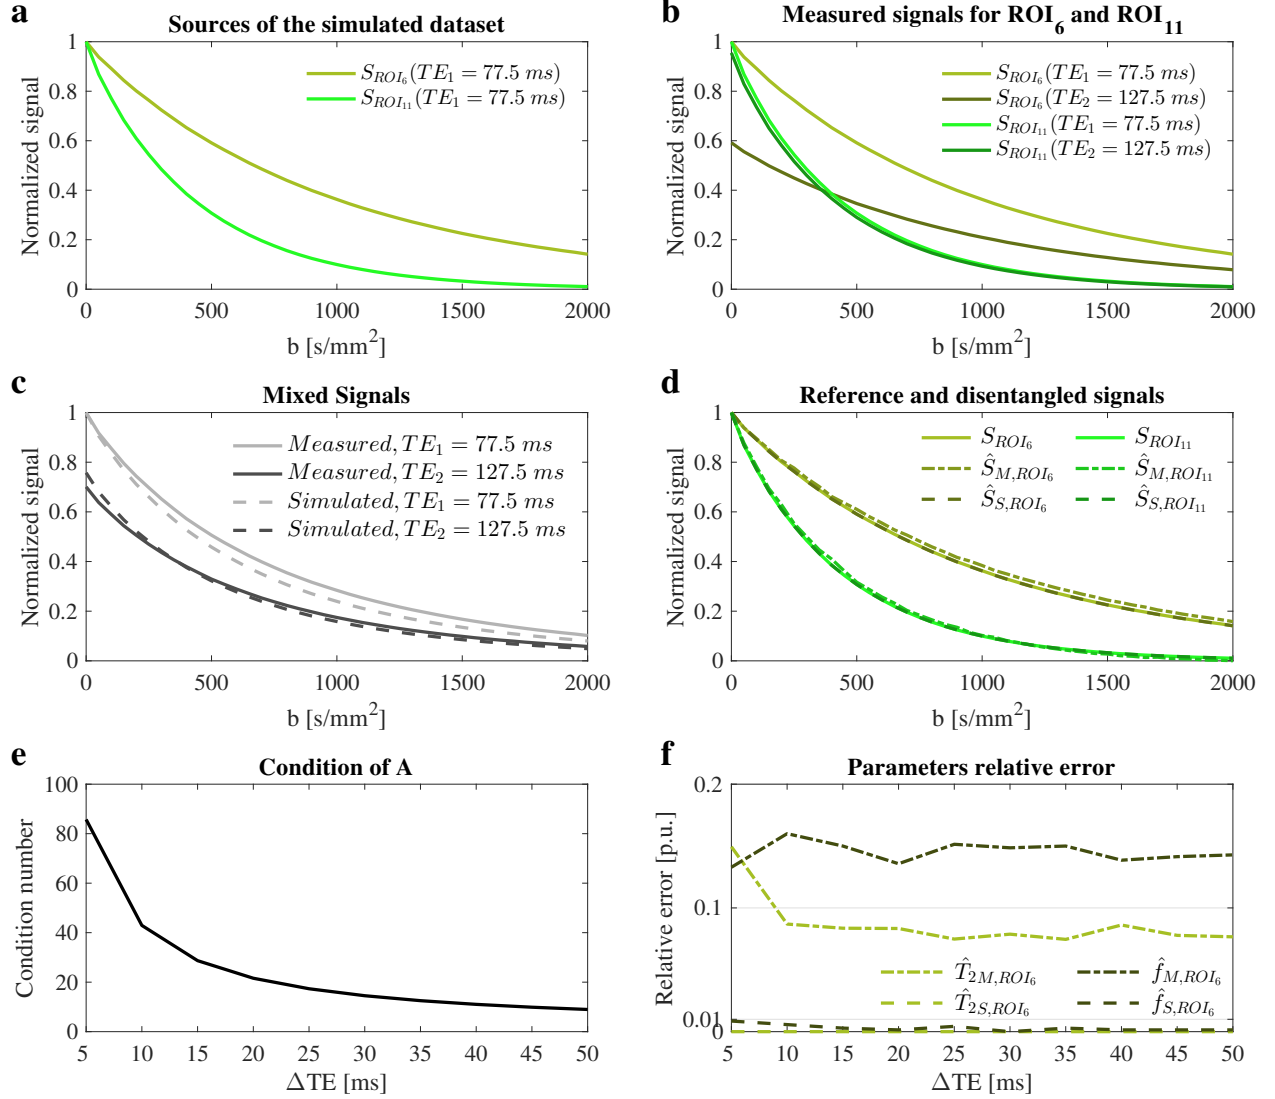 a
Sources of the simulated dataset
Normalized signal
1
0.8
0.6
0.4
0.2
0
0 500 1000 1500 2000
b [s/mm²]
S_ROI₆(TE₁ = 77.5 ms)
S_ROI₁₁(TE₁ = 77.5 ms)
b
Measured signals for ROI₆ and ROI₁₁
Normalized signal
1
0.8
0.6
0.4
0.2
0
0 500 1000 1500 2000
b [s/mm²]
S_ROI₆(TE₁ = 77.5 ms)
S_ROI₆(TE₂ = 127.5 ms)
S_ROI₁₁(TE₁ = 77.5 ms)
S_ROI₁₁(TE₂ = 127.5 ms)
c
Mixed Signals
Normalized signal
1
0.8
0.6
0.4
0.2
0
0 500 1000 1500 2000
b [s/mm²]
Measured, TE₁ = 77.5 ms
Measured, TE₂ = 127.5 ms
Simulated, TE₁ = 77.5 ms
Simulated, TE₂ = 127.5 ms
d
Reference and disentangled signals
Normalized signal
1
0.8
0.6
0.4
0.2
0
0 500 1000 1500 2000
b [s/mm²]
S_ROI₆ S_ROI₁₁
Ŝ_M,ROI₆ Ŝ_M,ROI₁₁
Ŝ_S,ROI₆ Ŝ_S,ROI₁₁
e
Condition of A
Condition number
100
80
60
40
20
0
5 10 15 20 25 30 35 40 45 50
ΔTE [ms]
f
Parameters relative error
Relative error [p.u.]
0.2
0.1
0.01
0
5 10 15 20 25 30 35 40 45 50
ΔTE [ms]
T̂_2M,ROI₆ f̂_M,ROI₆
T̂_2S,ROI₆ f̂_S,ROI₆